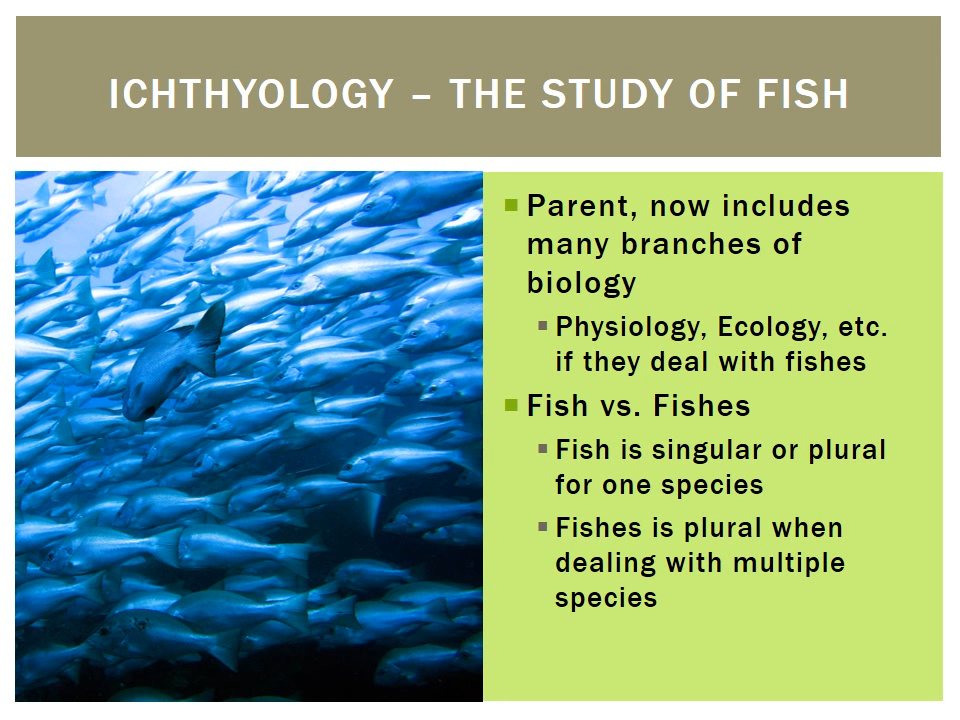 ICHTHYOLOGY – THE STUDY OF FISH
Parent, now includes
many branches of
biology
Physiology, Ecology, etc.
if they deal with fishes
Fish vs. Fishes
Fish is singular or plural
for one species
Fishes is plural when
dealing with multiple
species